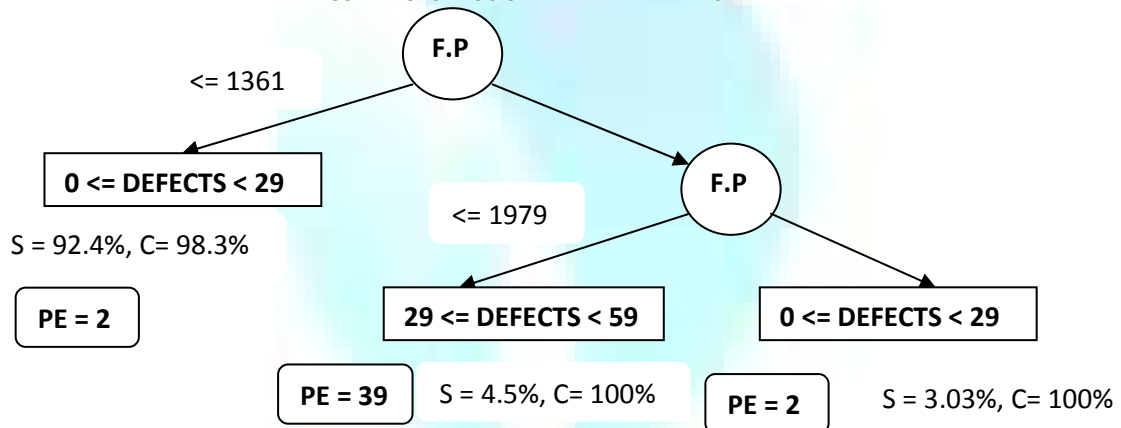 F.P
<= 1361
0 <= DEFECTS < 29
F.P
<= 1979
S = 92.4%, C= 98.3%
PE = 2
29 <= DEFECTS < 59
0 <= DEFECTS < 29
PE = 39
S = 4.5%, C= 100%
PE = 2
S = 3.03%, C= 100%